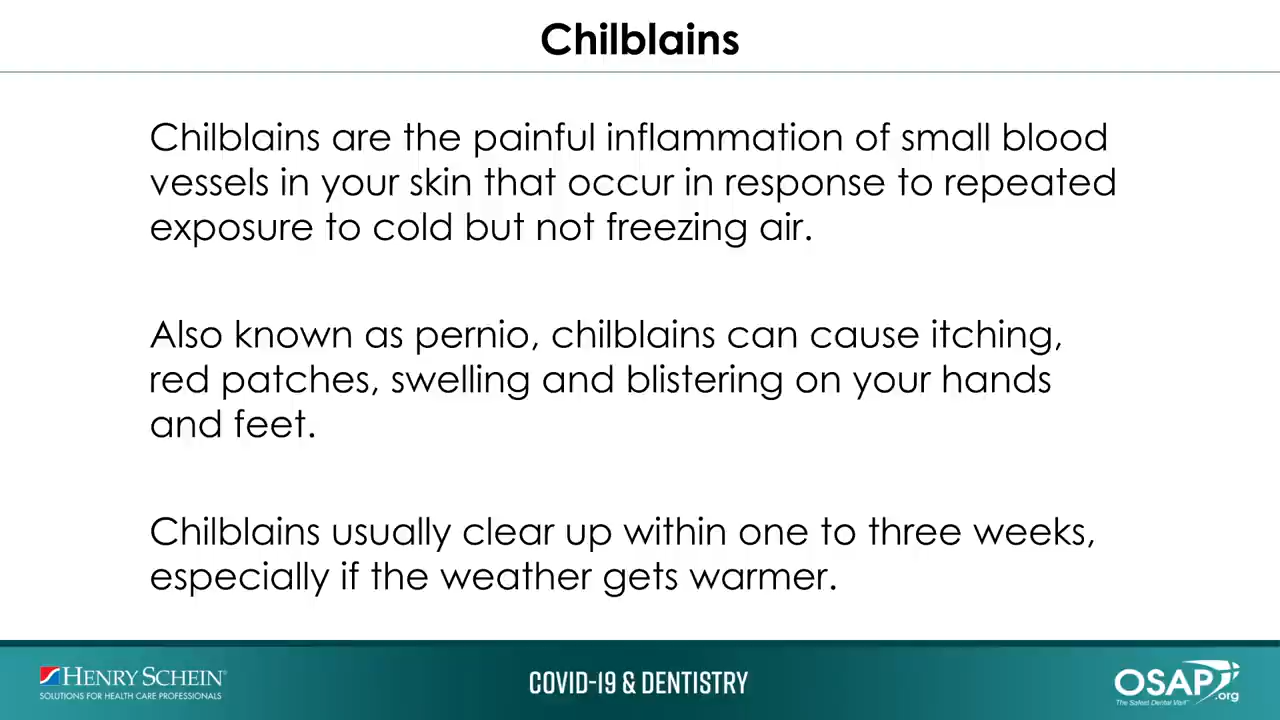 Chilblains
Chilblains are the painful inflammation of small blood
vessels in your skin that occur in response to repeated
exposure to cold but not freezing air.
Also known as pernio, chilblains can cause itching,
red patches, swelling and blistering on your hands
and feet.
Chilblains usually clear up within one to three weeks,
especially if the weather gets warmer.
HENRY SCHEIN®
SOLUTIONS FOR HEALTH CARE PROFESSIONALS
COVID-19 & DENTISTRY
OSAP.org
The Safest Dental Visit™